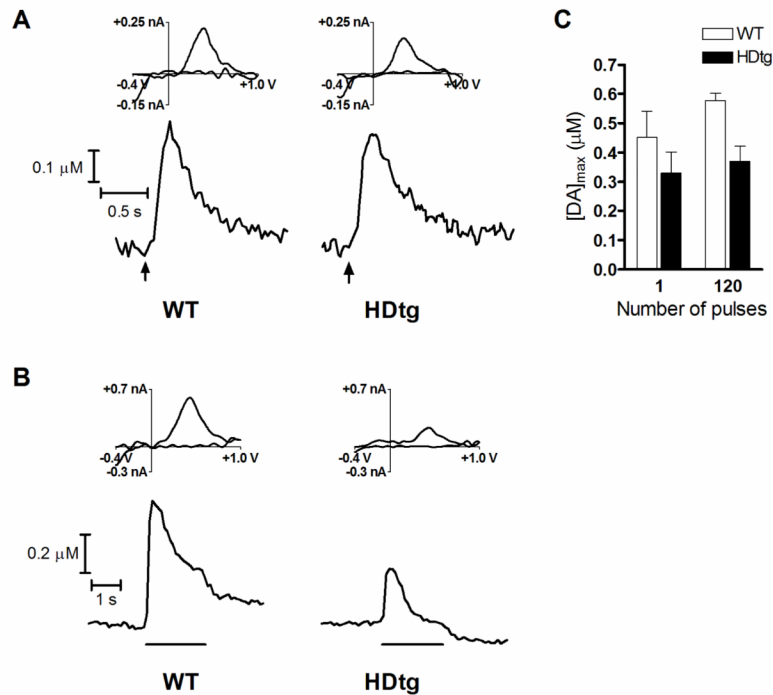 A
+0.25 nA
-0.4 V
+1.0 V
-0.15 nA
+0.25 nA
-0.4 V
+1.0 V
-0.15 nA
0.1 μM
0.5 s
WT
HDtg
C
WT
HDtg
[DA]max (μM)
0.7
0.6
0.5
0.4
0.3
0.2
0.1
0.0
1
120
Number of pulses
B
+0.7 nA
-0.4 V
+1.0 V
-0.3 nA
+0.7 nA
-0.4 V
+1.0 V
-0.3 nA
0.2 μM
1 s
WT
HDtg